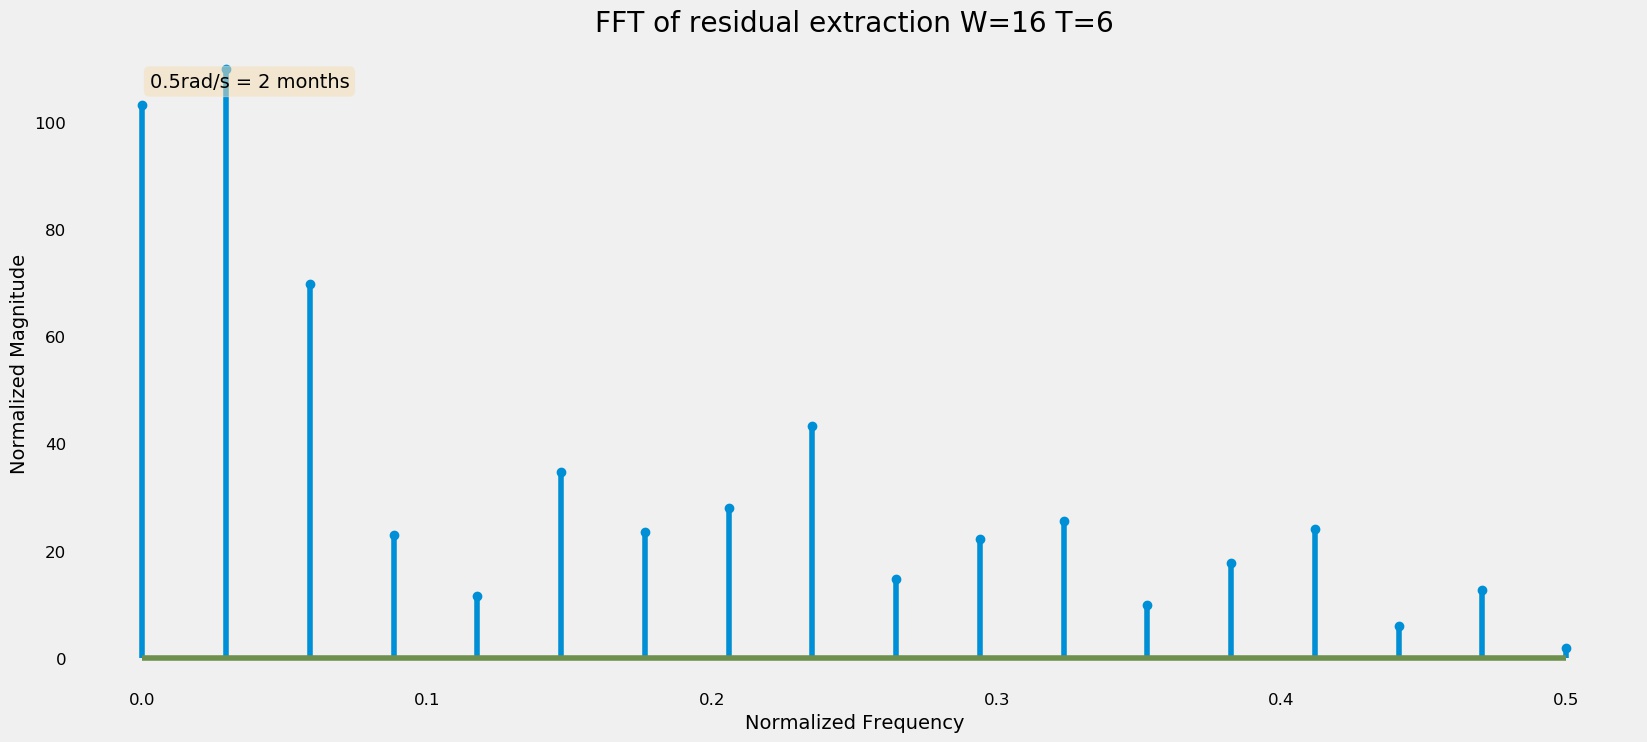 FFT of residual extraction W=16 T=6
0.5rad/s = 2 months
100
80
60
40
20
0
Normalized Magnitude
0.0 0.1 0.2 0.3 0.4 0.5
Normalized Frequency